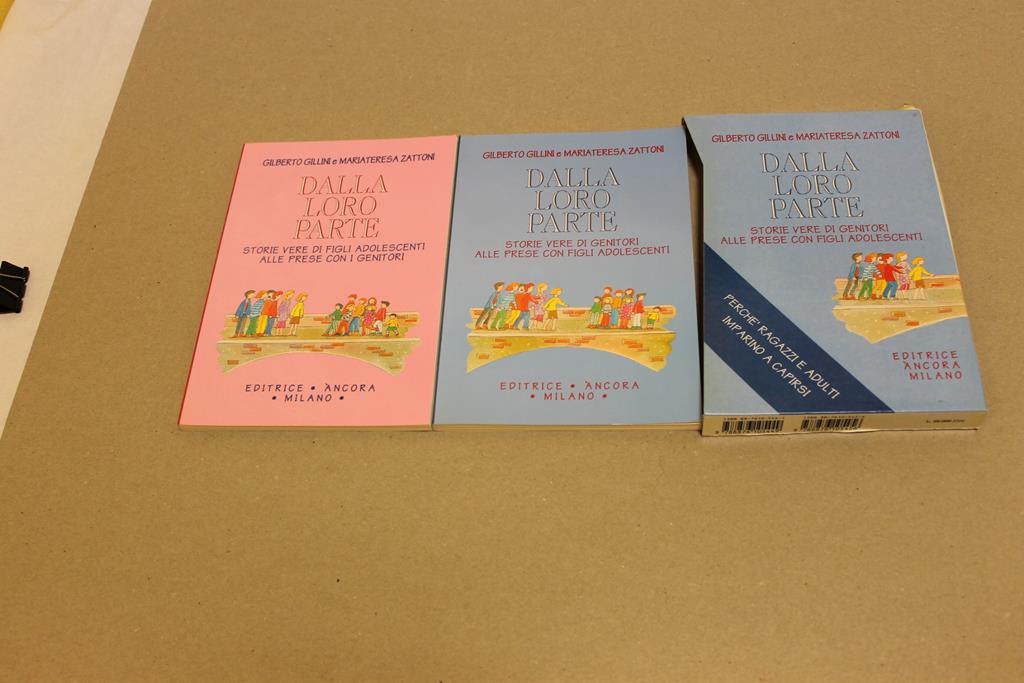 GILBERTO GILLINI e MARIATERESA ZATTONI
DALLA
LORO
PARTE
STORIE VERE DI FIGLI ADOLESCENTI
ALLE PRESE CON I GENITORI
EDITRICE • ÀNCORA
• MILANO •
GILBERTO GILLINI e MARIATERESA ZATTONI
DALLA
LORO
PARTE
STORIE VERE DI GENITORI
ALLE PRESE CON FIGLI ADOLESCENTI
EDITRICE • ÀNCORA
• MILANO •
GILBERTO GILLINI e MARIATERESA ZATTONI
DALLA
LORO
PARTE
STORIE VERE DI GENITORI
ALLE PRESE CON FIGLI ADOLESCENTI
PERCHE' RAGAZZI E ADULTI
IMPARINO A CAPIRSI
EDITRICE
ÀNCORA
MILANO